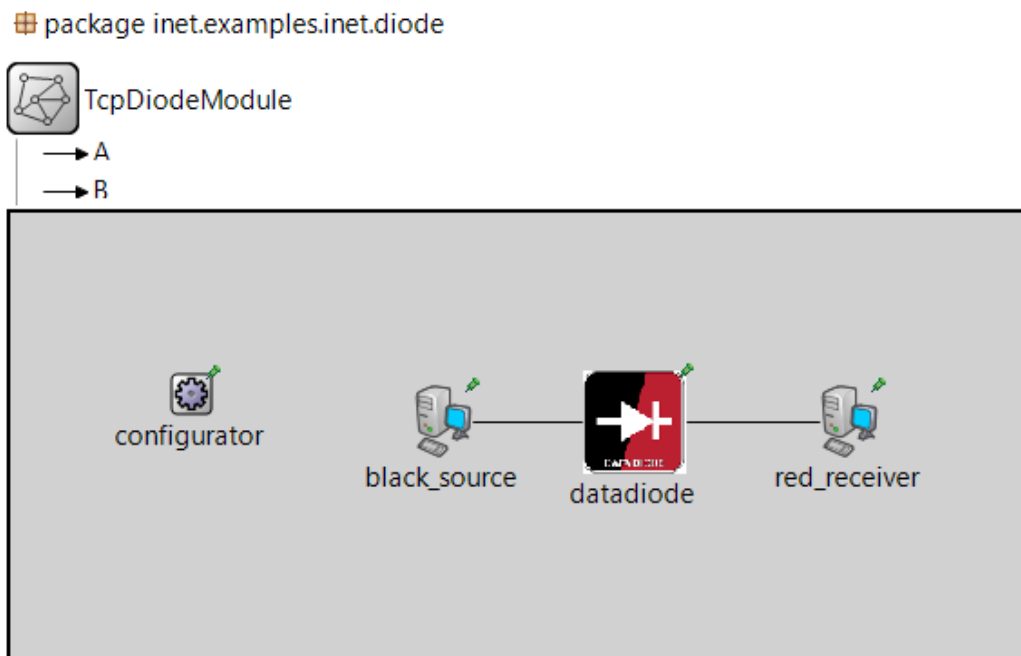 package inet.examples.inet.diode
TcpDiodeModule
A
B
configurator
black_source
datadiode
red_receiver